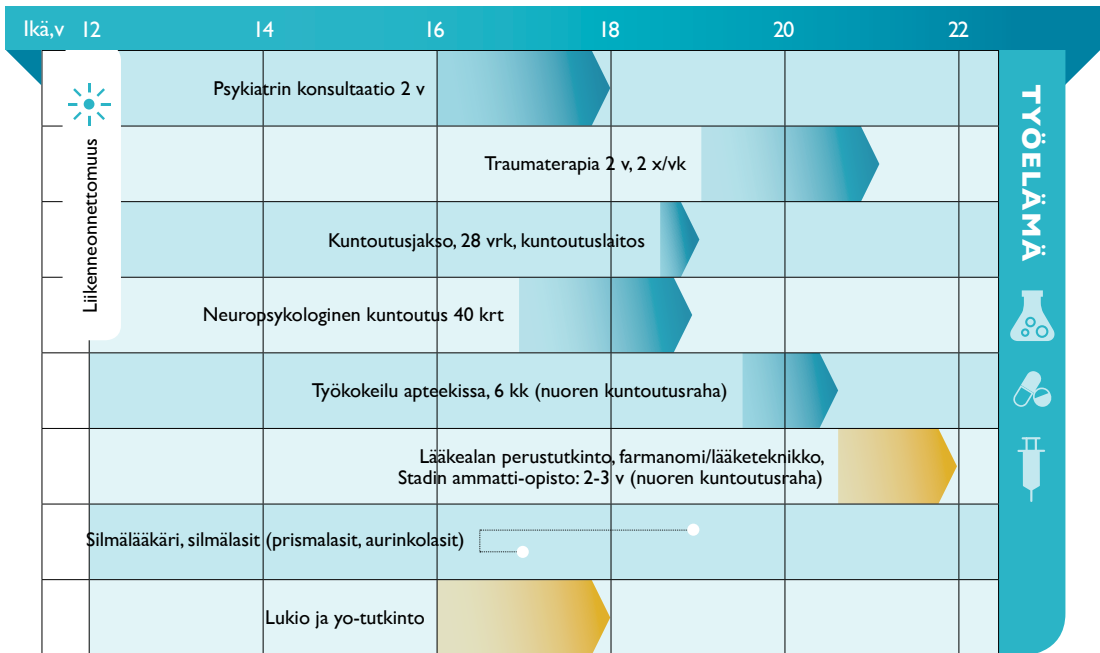 Ikä,v 12 14 16 18 20 22
Liikenneonnettomuus
Psykiatrin konsultaatio 2 v
Traumaterapia 2 v, 2 x/vk
Kuntoutusjakso, 28 vrk, kuntoutuslaitos
Neuropsykologinen kuntoutus 40 krt
Työkokeilu apteekissa, 6 kk (nuoren kuntoutusraha)
Lääkealan perustutkinto, farmanomi/lääketeknikko,
Stadin ammatti-opisto: 2-3 v (nuoren kuntoutusraha)
Silmälääkäri, silmälasit (prismalasit, aurinkolasit)
Lukio ja yo-tutkinto
TYÖELÄMÄ